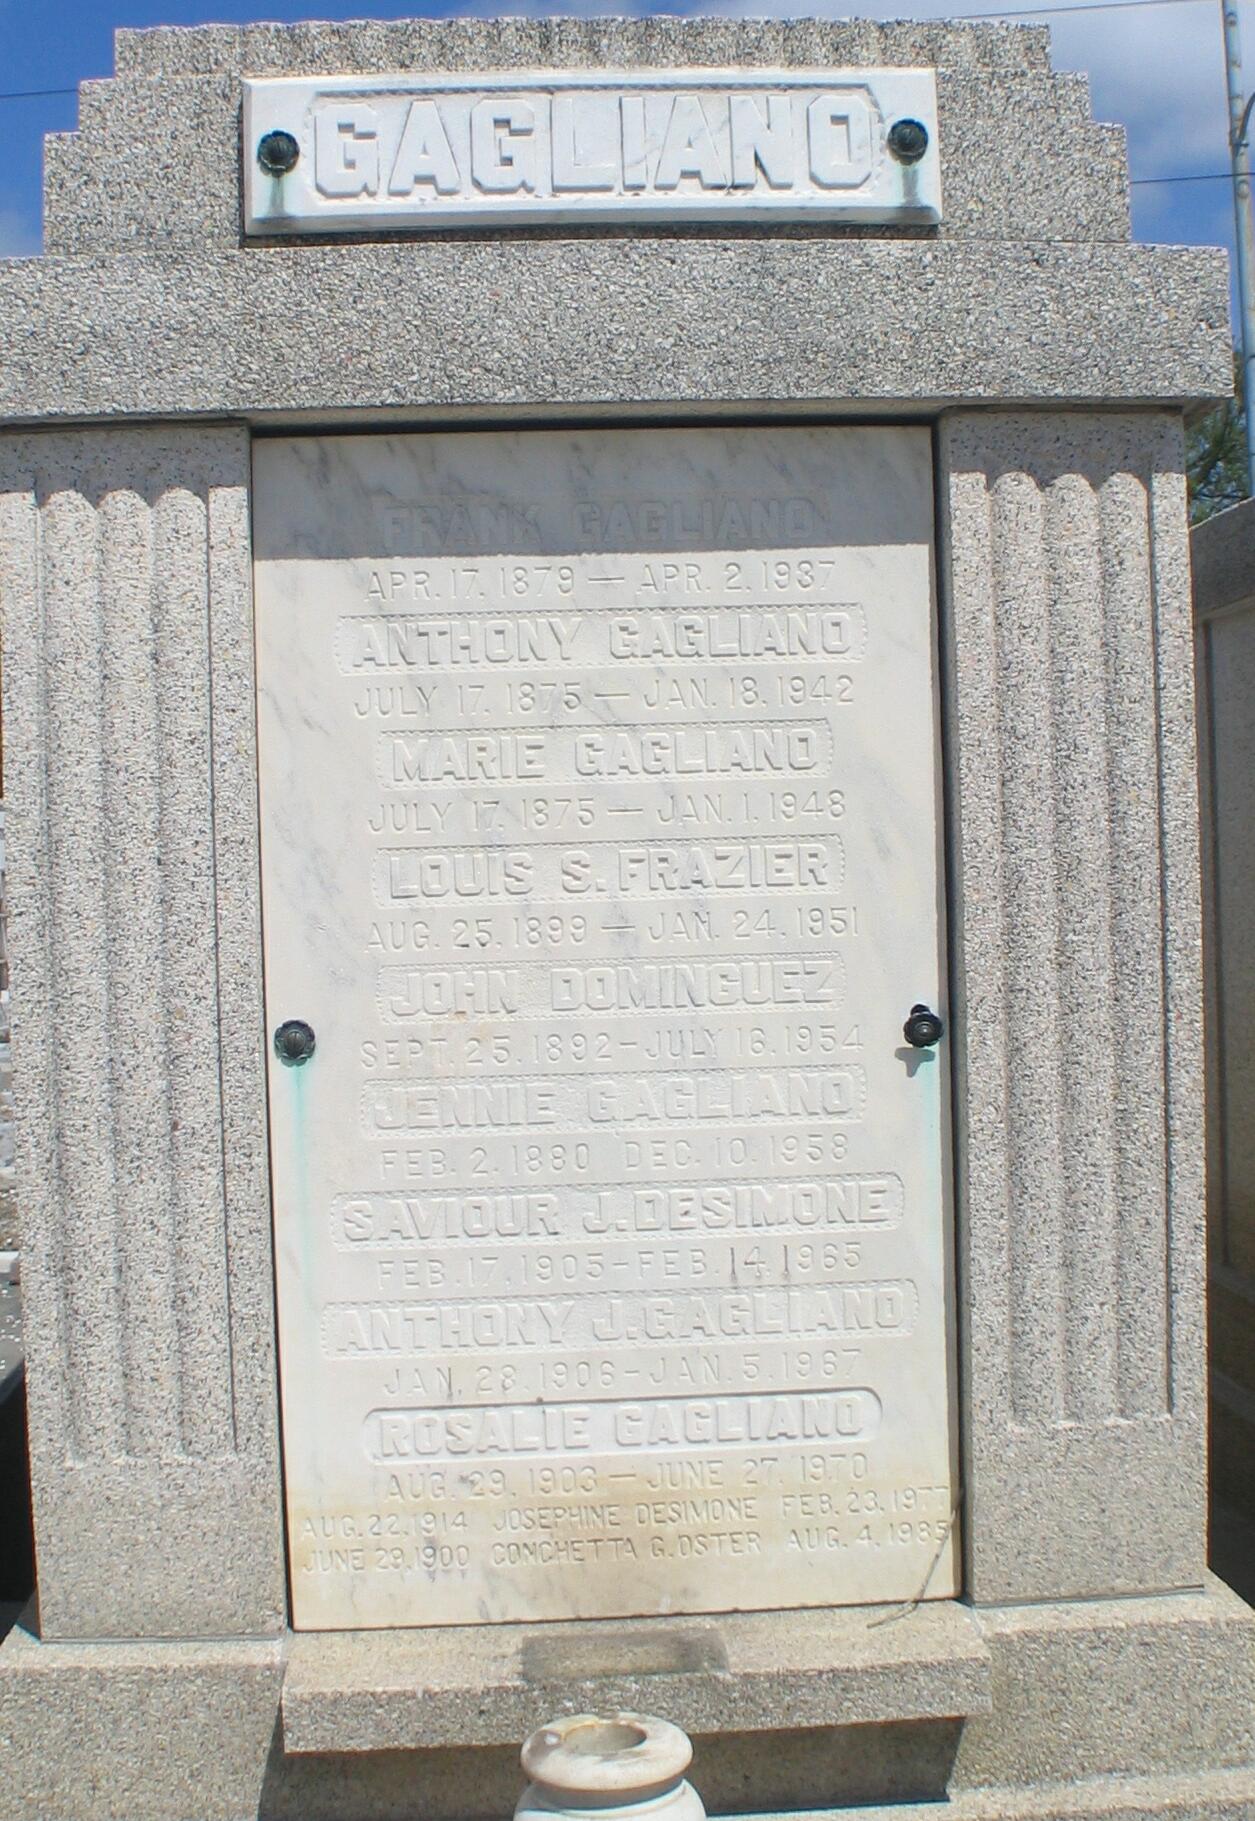 GAGLIANO
FRANK GAGLIANO
APR. 17. 1879 — APR. 2. 1937
ANTHONY GAGLIANO
JULY 17. 1875 — JAN. 18. 1942
MARIE GAGLIANO
JULY 17. 1875 — JAN. 1. 1948
LOUIS S. FRAZIER
AUG. 25. 1899 — JAN. 24. 1951
JOHN DOMINGUEZ
SEPT. 25. 1892 – JULY 16. 1954
JENNIE GAGLIANO
FEB. 2. 1880 DEC. 10. 1958
SAVIOUR J. DESIMONE
FEB. 17. 1905 – FEB. 14. 1965
ANTHONY J. GAGLIANO
JAN. 28. 1906 – JAN. 5. 1967
ROSALIE GAGLIANO
AUG. 29. 1903 — JUNE 27. 1970
AUG. 22. 1914 JOSEPHINE DESIMONE FEB. 23. 1977
JUNE 29. 1900 CONCHETTA G. OSTER AUG. 4. 1985